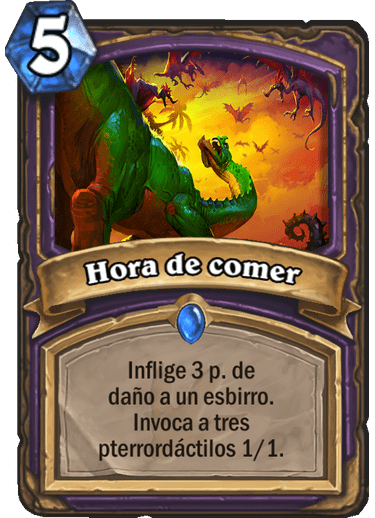 5
Hora de comer
Inflige 3 p. de
daño a un esbirro.
Invoca a tres
pterrordáctilos 1/1.